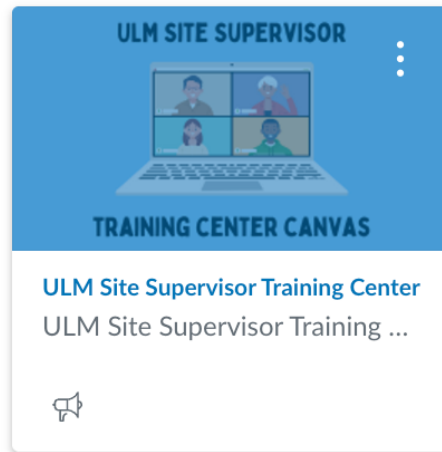 ULM SITE SUPERVISOR
TRAINING CENTER CANVAS
ULM Site Supervisor Training Center
ULM Site Supervisor Training ...